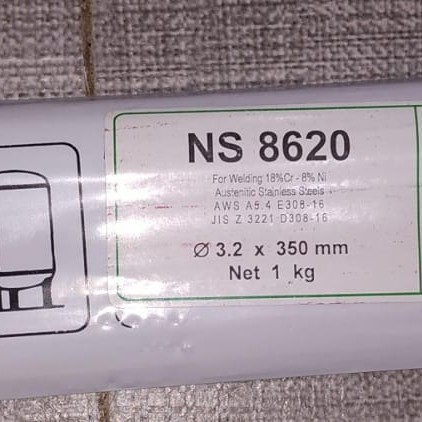 NS 8620
For Welding 18%Cr - 8% Ni
Austenitic Stainless Steels
AWS A5.4 E308-16
JIS Z 3221 D308-16
Ø 3.2 x 350 mm
Net 1 kg